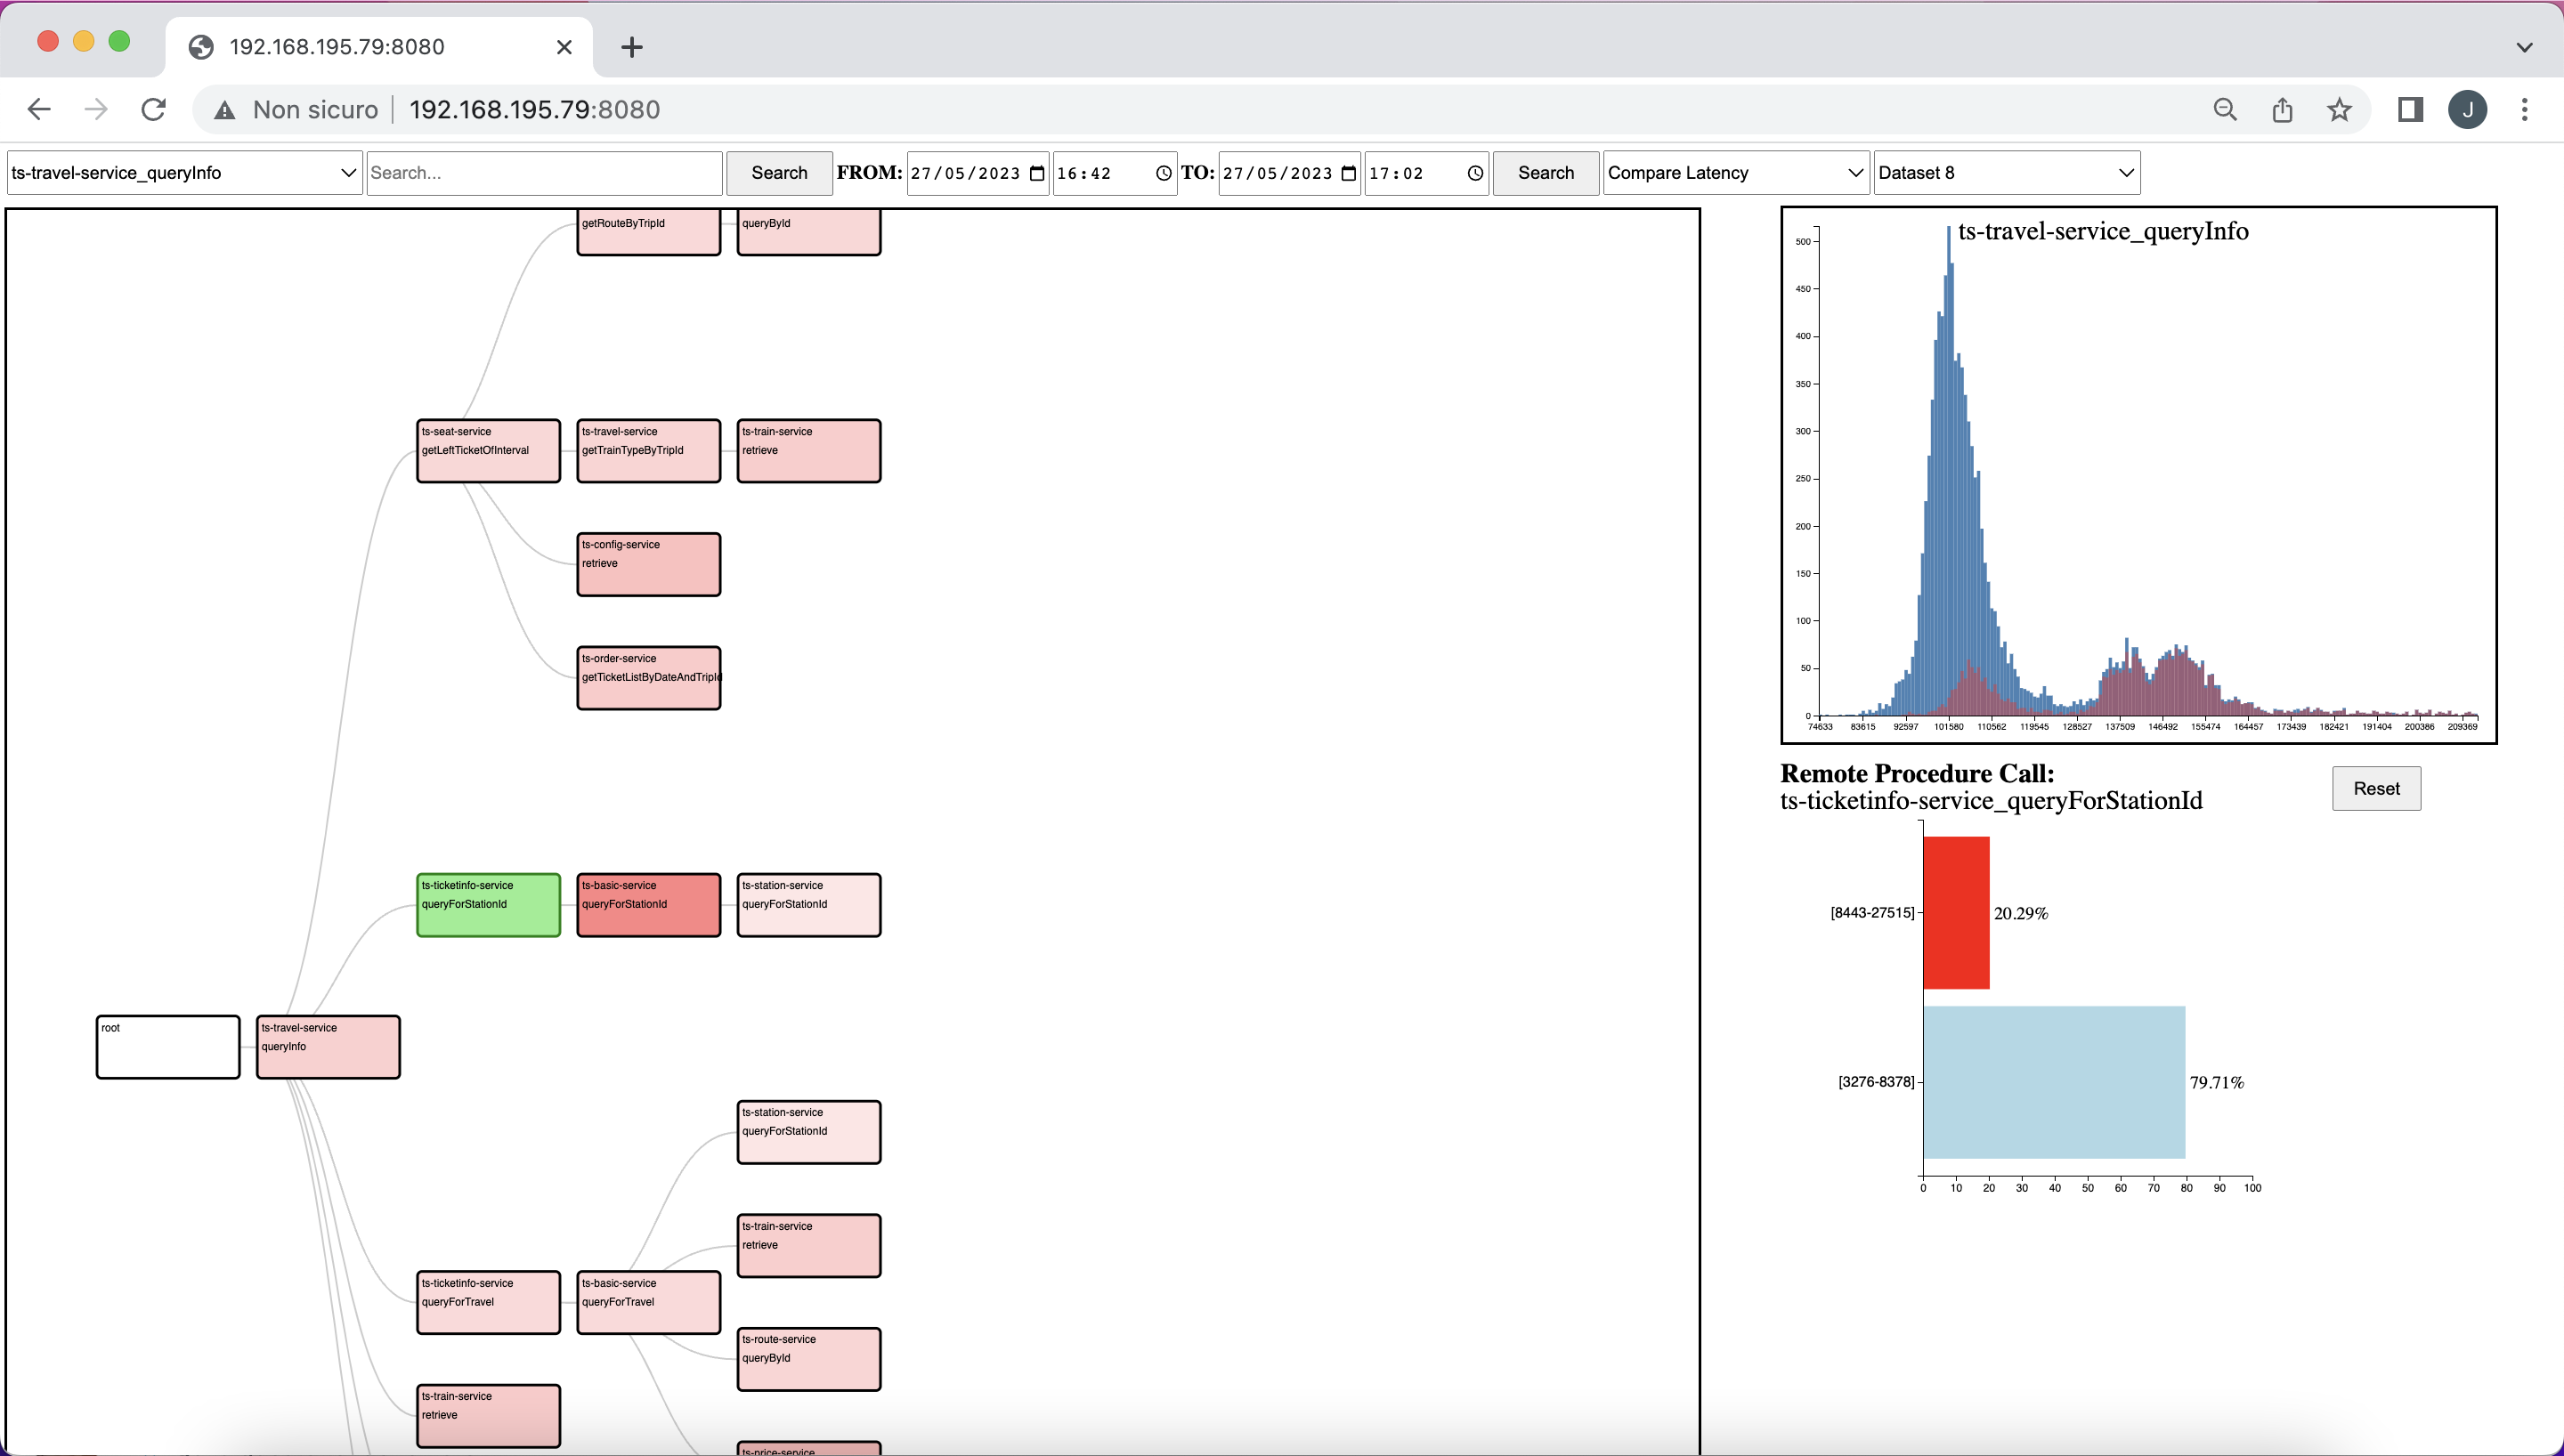 192.168.195.79:8080
Non sicuro 192.168.195.79:8080
J
ts-travel-service_queryInfo Search... Search FROM: 27/05/2023 16:42 TO: 27/05/2023 17:02 Search Compare Latency Dataset 8
getRouteByTripId
queryById
ts-seat-service
getLeftTicketOfInterval
ts-travel-service
getTrainTypeByTripId
ts-train-service
retrieve
ts-config-service
retrieve
ts-order-service
getTicketListByDateAndTripId
ts-ticketinfo-service
queryForStationId
ts-basic-service
queryForStationId
ts-station-service
queryForStationId
root
ts-travel-service
queryInfo
ts-station-service
queryForStationId
ts-train-service
retrieve
ts-ticketinfo-service
queryForTravel
ts-basic-service
queryForTravel
ts-route-service
queryById
ts-train-service
retrieve
ts-price-service
ts-travel-service_queryInfo
500
450
400
350
300
250
200
150
100
50
0
74633 83615 92597 101580 110562 119545 128527 137509 146492 155474 164457 173439 182421 191404 200386 209369
Remote Procedure Call:
ts-ticketinfo-service_queryForStationId
Reset
[8443-27515] 20.29%
[3276-8378] 79.71%
0 10 20 30 40 50 60 70 80 90 100